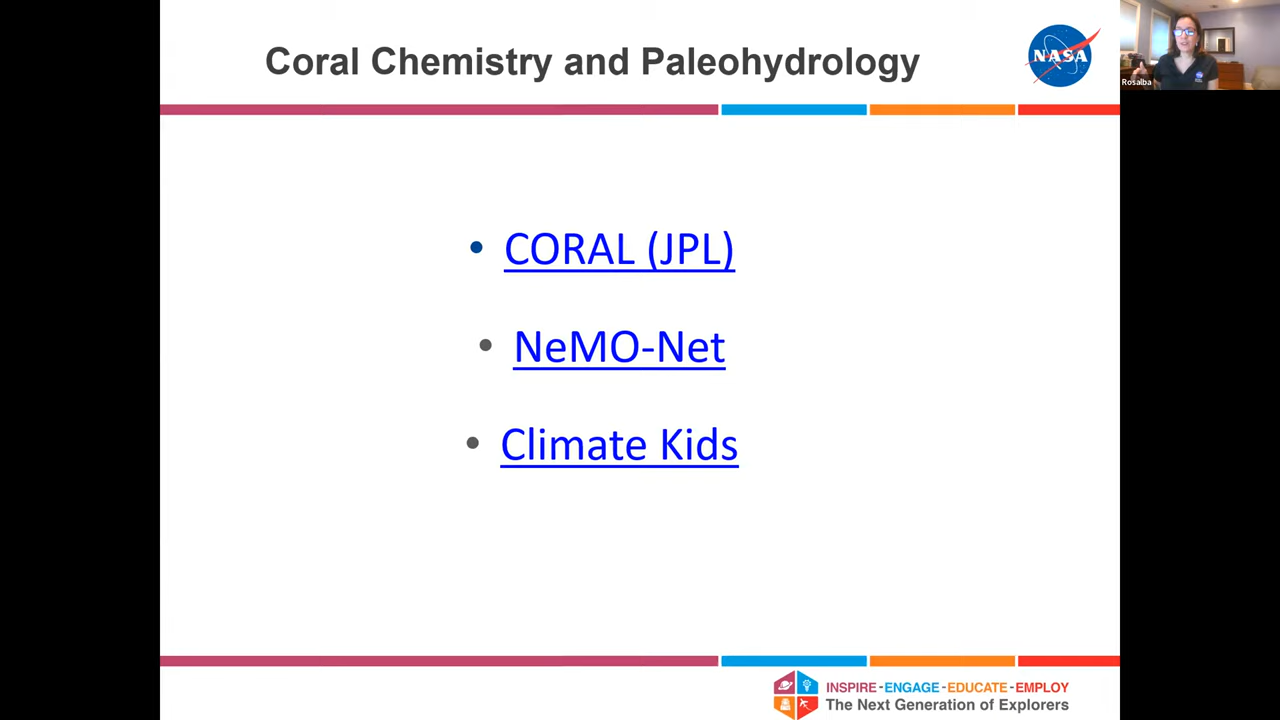 Coral Chemistry and Paleohydrology
NASA
Rosalba
• CORAL (JPL)
• NeMO-Net
• Climate Kids
INSPIRE - ENGAGE - EDUCATE - EMPLOY
The Next Generation of Explorers